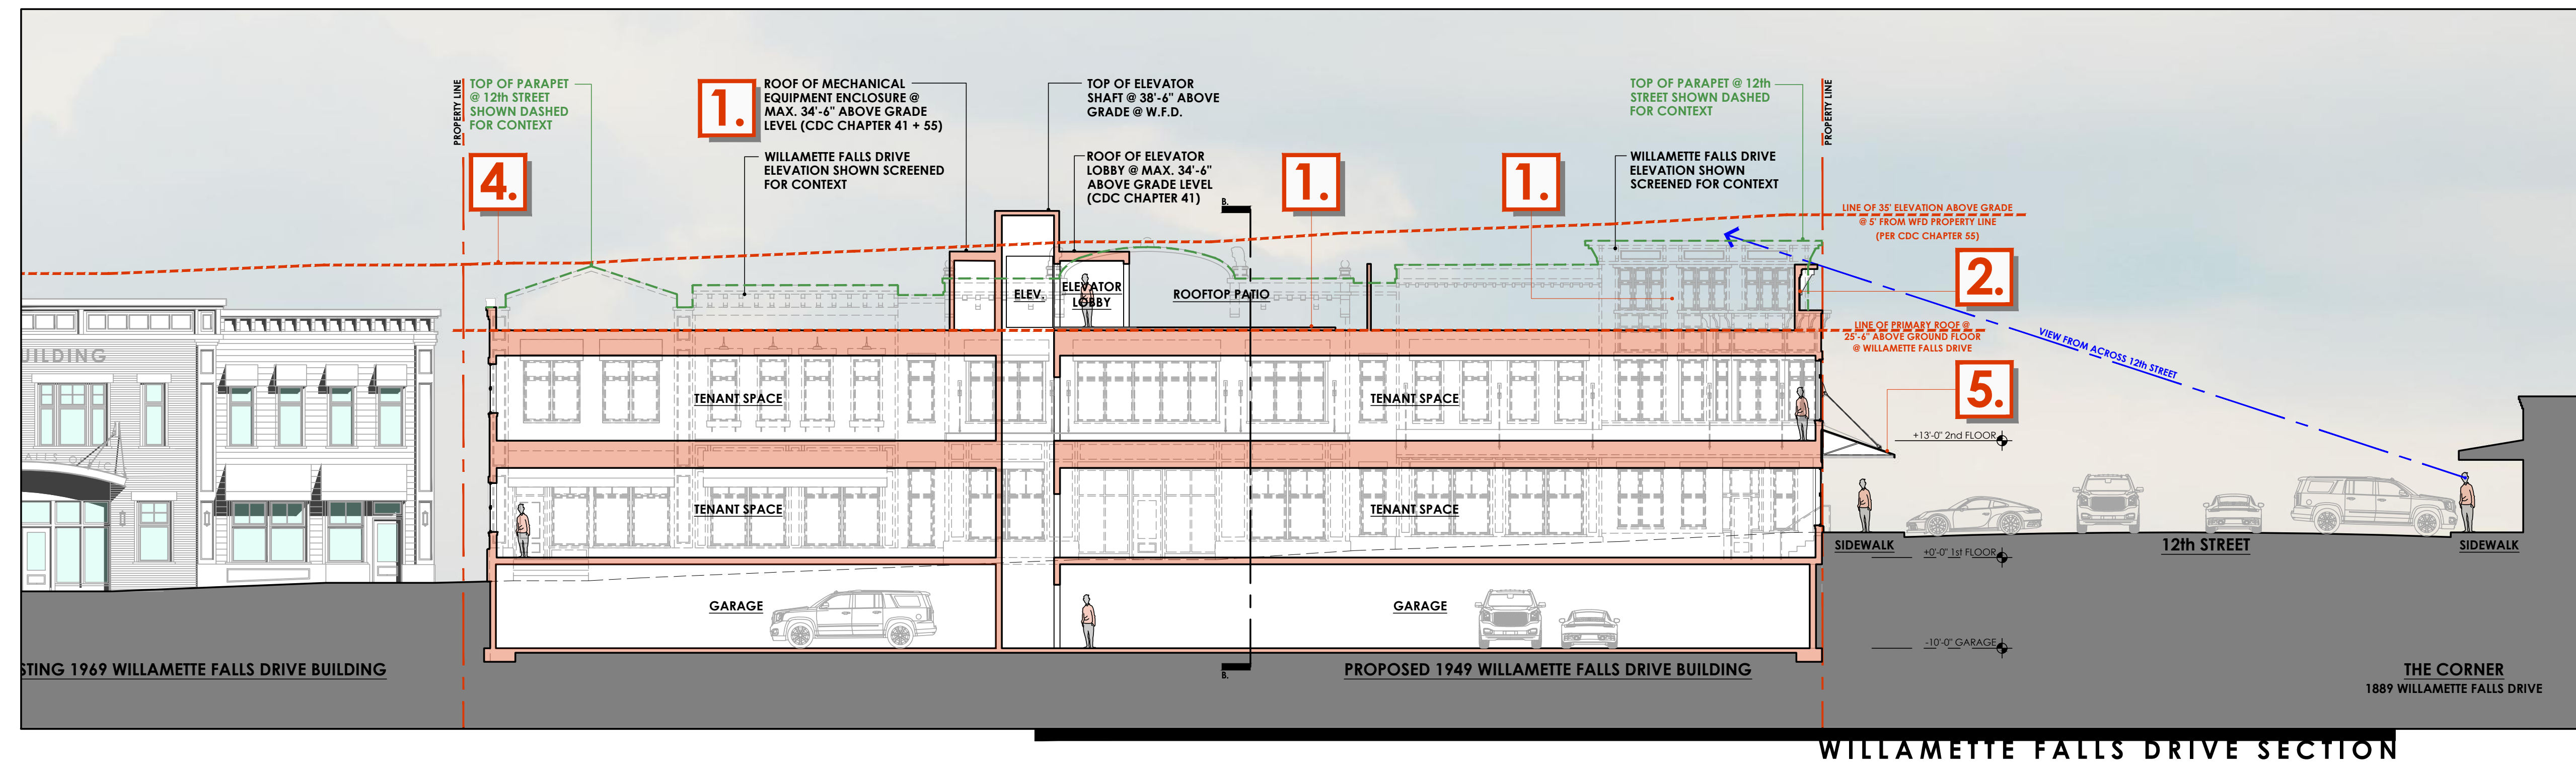 PROPERTY LINE
TOP OF PARAPET
@ 12th STREET
SHOWN DASHED
FOR CONTEXT
1.
ROOF OF MECHANICAL
EQUIPMENT ENCLOSURE @
MAX. 34'-6" ABOVE GRADE
LEVEL (CDC CHAPTER 41 + 55)
TOP OF ELEVATOR
SHAFT @ 38'-6" ABOVE
GRADE @ W.F.D.
TOP OF PARAPET @ 12th
STREET SHOWN DASHED
FOR CONTEXT
PROPERTY LINE
4.
WILLAMETTE FALLS DRIVE
ELEVATION SHOWN SCREENED
FOR CONTEXT
ROOF OF ELEVATOR
LOBBY @ MAX. 34'-6"
ABOVE GRADE LEVEL
(CDC CHAPTER 41)
B.
1.
1.
WILLAMETTE FALLS DRIVE
ELEVATION SHOWN
SCREENED FOR CONTEXT
LINE OF 35' ELEVATION ABOVE GRADE
@ 5' FROM WFD PROPERTY LINE
(PER CDC CHAPTER 55)
2.
ELEV.
ELEVATOR
LOBBY
ROOFTOP PATIO
LINE OF PRIMARY ROOF @
25'-6" ABOVE GROUND FLOOR
@ WILLAMETTE FALLS DRIVE
VIEW FROM ACROSS 12th STREET
5.
UILDING
ALLS OFFIC
TENANT SPACE
TENANT SPACE
+13'-0" 2nd FLOOR
TENANT SPACE
TENANT SPACE
SIDEWALK
+0'-0" 1st FLOOR
12th STREET
SIDEWALK
GARAGE
GARAGE
-10'-0" GARAGE
STING 1969 WILLAMETTE FALLS DRIVE BUILDING
B.
PROPOSED 1949 WILLAMETTE FALLS DRIVE BUILDING
THE CORNER
1889 WILLAMETTE FALLS DRIVE
WILLAMETTE FALLS DRIVE SECTION